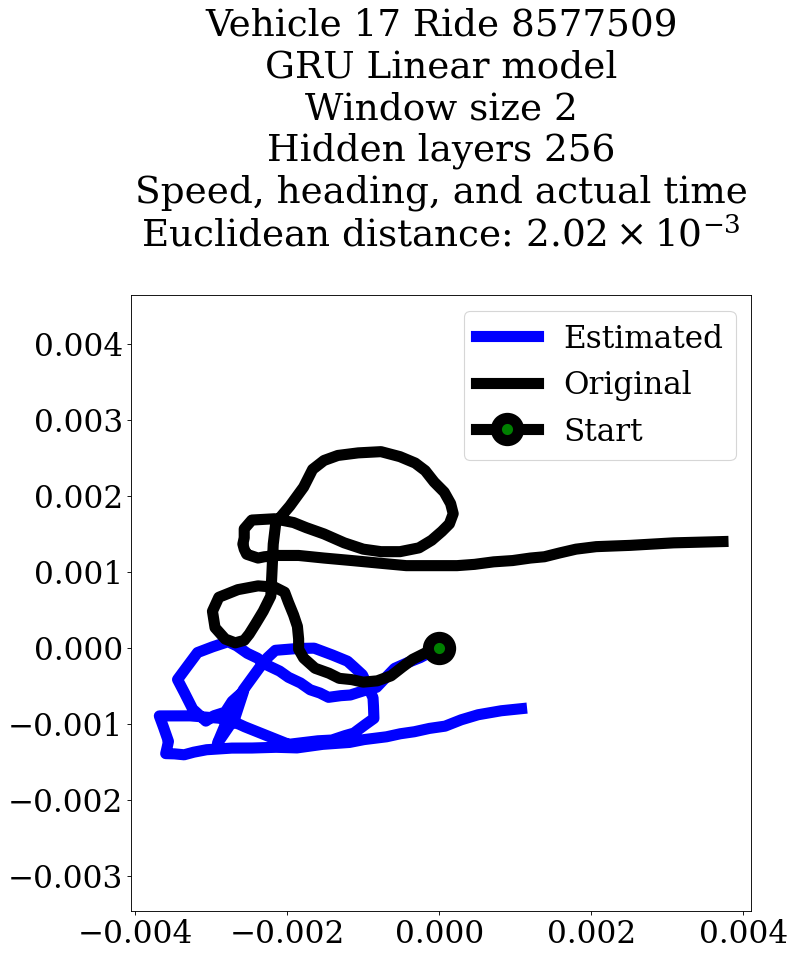 Vehicle 17 Ride 8577509
GRU Linear model
Window size 2
Hidden layers 256
Speed, heading, and actual time
Euclidean distance: 2.02 × 10⁻³
Estimated
Original
Start
0.004
0.003
0.002
0.001
0.000
−0.001
−0.002
−0.003
−0.004
−0.002
0.000
0.002
0.004